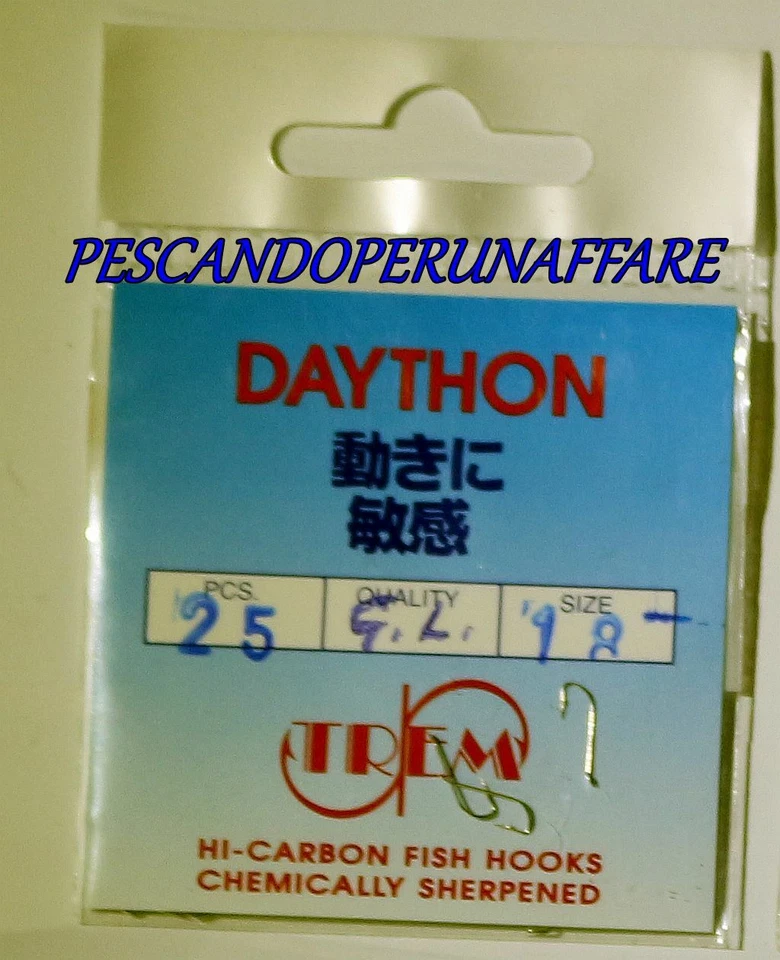 PESCANDOPERUNAFFARE
DAYTHON
動きに
敏感
PCS. QUALITY SIZE
25 G.L. 18
TREM
HI-CARBON FISH HOOKS
CHEMICALLY SHERPENED